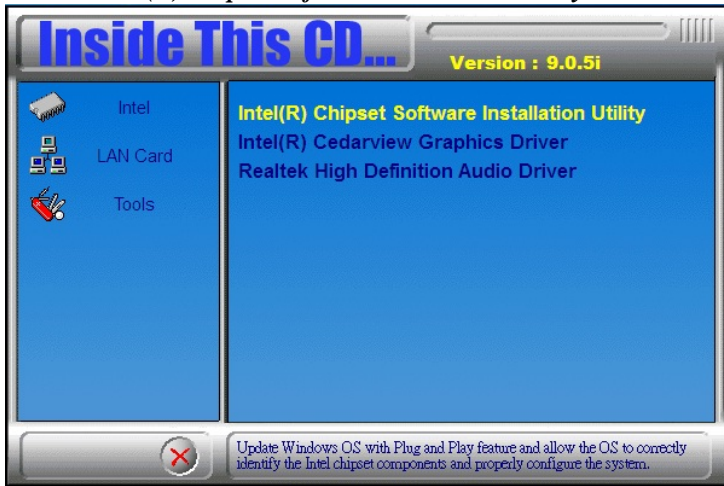 Inside This CD...
Version : 9.0.5i
Intel
LAN Card
Tools
Intel(R) Chipset Software Installation Utility
Intel(R) Cedarview Graphics Driver
Realtek High Definition Audio Driver
Update Windows OS with Plug and Play feature and allow the OS to correctly
identify the Intel chipset components and properly configure the system.